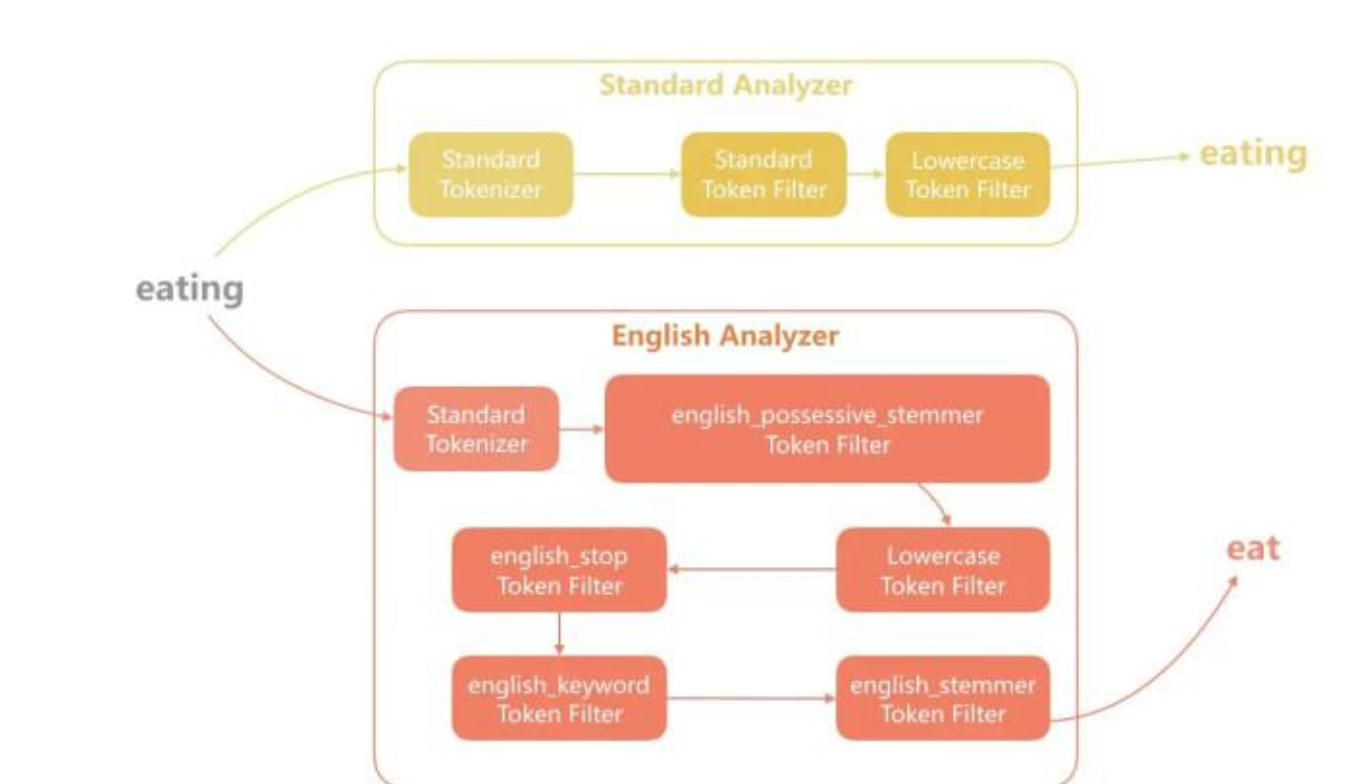 Standard Analyzer
Standard
Tokenizer
Standard
Token Filter
Lowercase
Token Filter
eating
eating
English Analyzer
Standard
Tokenizer
english_possessive_stemmer
Token Filter
Lowercase
Token Filter
english_stop
Token Filter
english_keyword
Token Filter
english_stemmer
Token Filter
eat